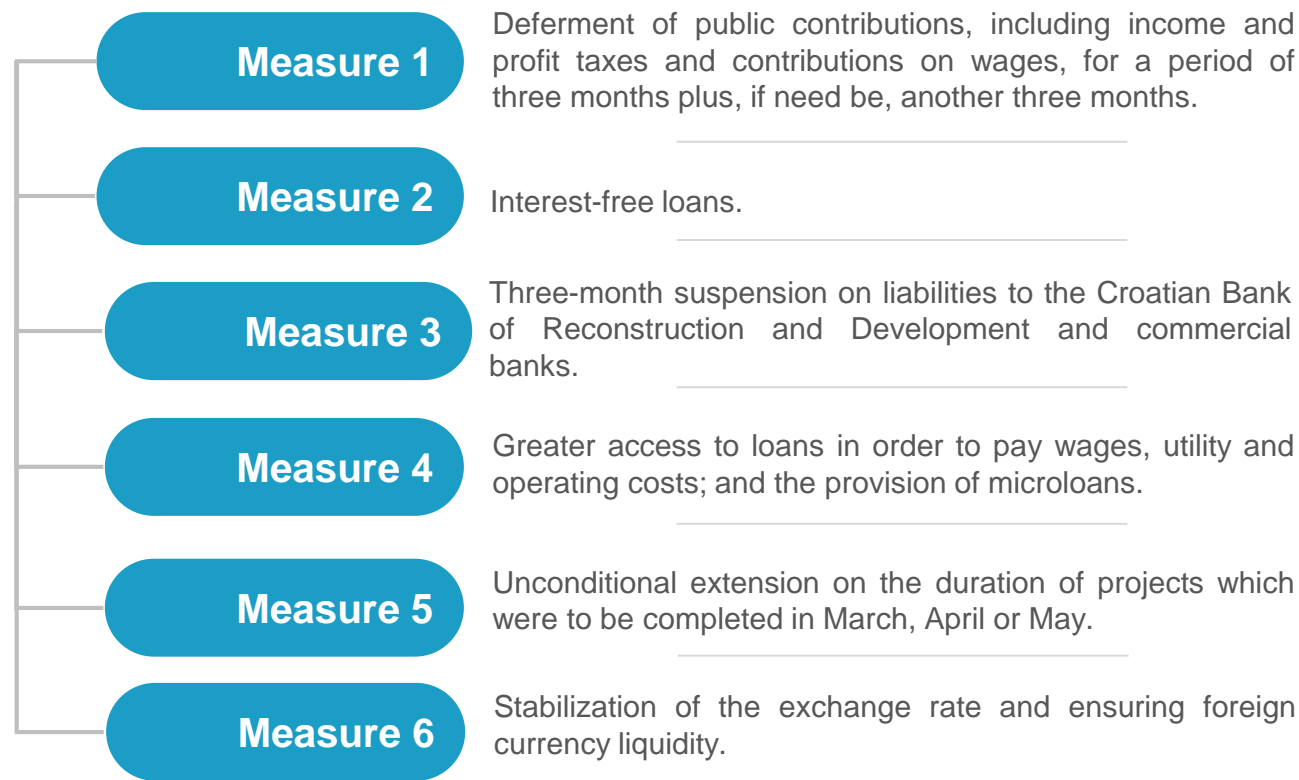 Measure 1
Deferment of public contributions, including income and
profit taxes and contributions on wages, for a period of
three months plus, if need be, another three months.
Measure 2
Interest-free loans.
Measure 3
Three-month suspension on liabilities to the Croatian Bank
of Reconstruction and Development and commercial
banks.
Measure 4
Greater access to loans in order to pay wages, utility and
operating costs; and the provision of microloans.
Measure 5
Unconditional extension on the duration of projects which
were to be completed in March, April or May.
Measure 6
Stabilization of the exchange rate and ensuring foreign
currency liquidity.